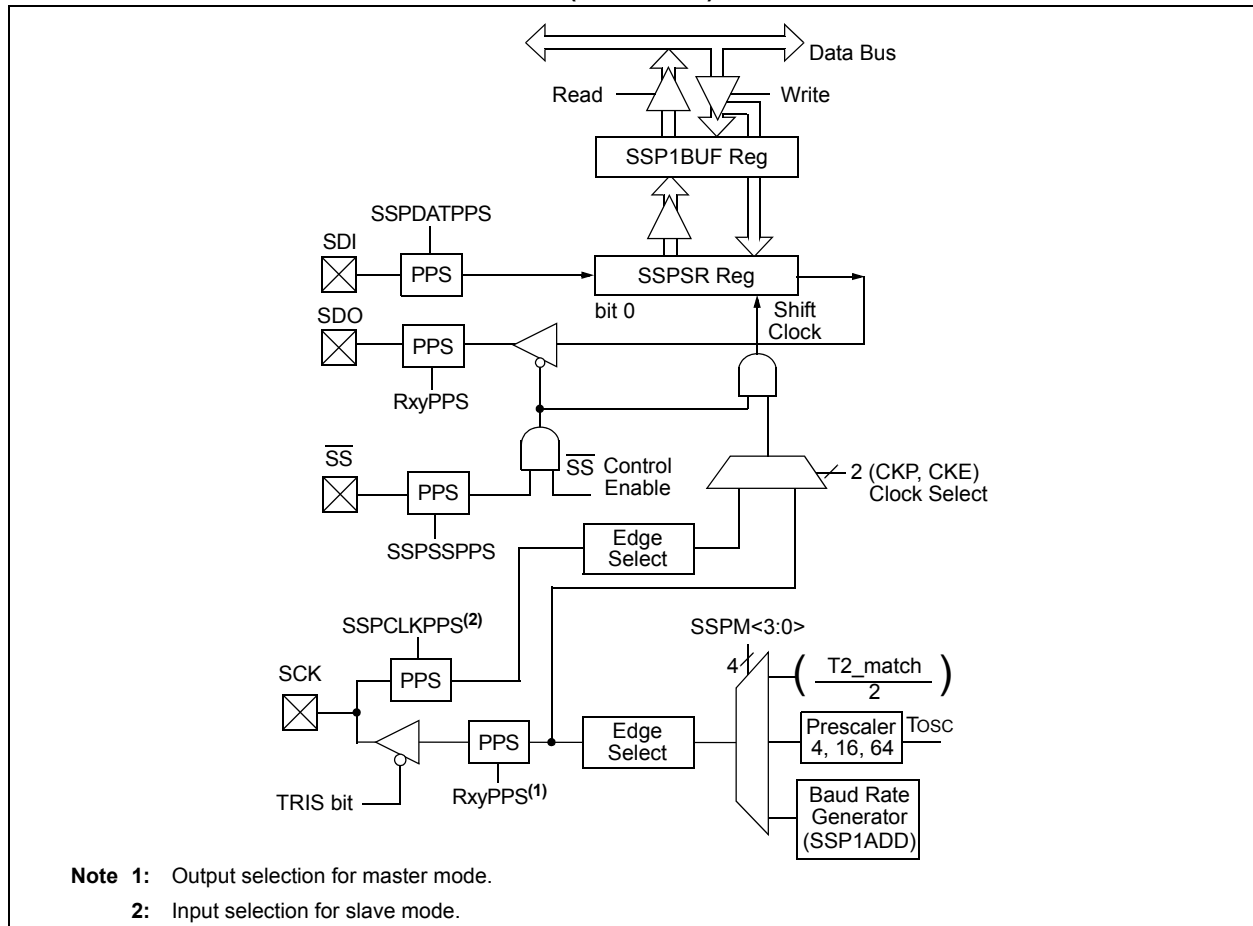 Data Bus
Read
Write
SSP1BUF Reg
SSPDATPPS
SDI
PPS
SSPSR Reg
bit 0
Shift
Clock
SDO
PPS
RxyPPS
SS
PPS
SS Control
Enable
2 (CKP, CKE)
Clock Select
SSPSSPPS
Edge
Select
SSPCLKPPS(2)
SSPM<3:0>
4
( T2_match
2 )
SCK
PPS
PPS
Edge
Select
Prescaler
4, 16, 64
TOSC
TRIS bit
RxyPPS(1)
Baud Rate
Generator
(SSP1ADD)
Note 1: Output selection for master mode.
2: Input selection for slave mode.